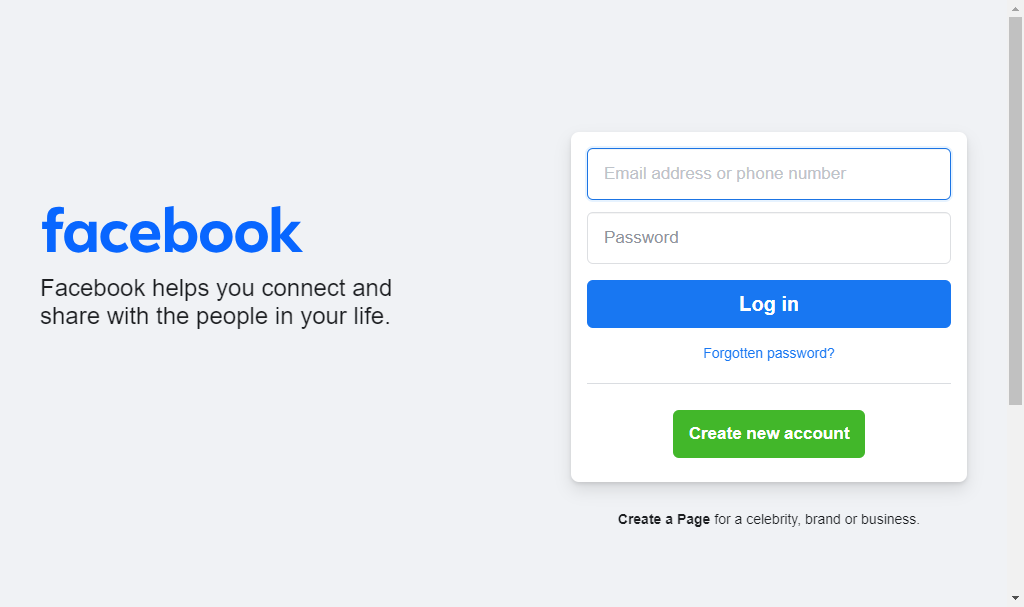 facebook
Facebook helps you connect and
share with the people in your life.
Email address or phone number
Password
Log in
Forgotten password?
Create new account
Create a Page for a celebrity, brand or business.